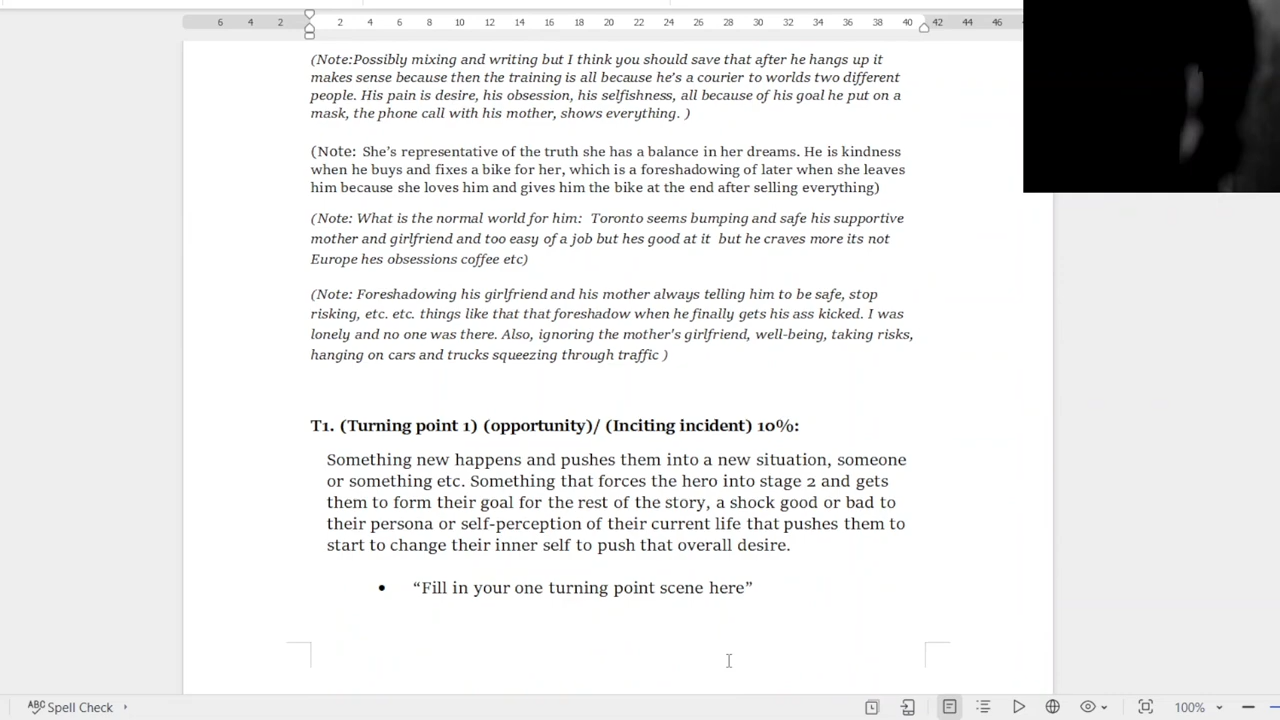 6 4 2 2 4 6 8 10 12 14 16 18 20 22 24 26 28 30 32 34 36 38 40 42 44 46
(Note:Possibly mixing and writing but I think you should save that after he hangs up it
makes sense because then the training is all because he’s a courier to worlds two different
people. His pain is desire, his obsession, his selfishness, all because of his goal he put on a
mask, the phone call with his mother, shows everything. )
(Note: She’s representative of the truth she has a balance in her dreams. He is kindness
when he buys and fixes a bike for her, which is a foreshadowing of later when she leaves
him because she loves him and gives him the bike at the end after selling everything)
(Note: What is the normal world for him: Toronto seems bumping and safe his supportive
mother and girlfriend and too easy of a job but hes good at it but he craves more its not
Europe hes obsessions coffee etc)
(Note: Foreshadowing his girlfriend and his mother always telling him to be safe, stop
risking, etc. etc. things like that that foreshadow when he finally gets his ass kicked. I was
lonely and no one was there. Also, ignoring the mother’s girlfriend, well-being, taking risks,
hanging on cars and trucks squeezing through traffic )
T1. (Turning point 1) (opportunity)/ (Inciting incident) 10%:
Something new happens and pushes them into a new situation, someone
or something etc. Something that forces the hero into stage 2 and gets
them to form their goal for the rest of the story, a shock good or bad to
their persona or self-perception of their current life that pushes them to
start to change their inner self to push that overall desire.
• “Fill in your one turning point scene here”
ABC Spell Check 100%